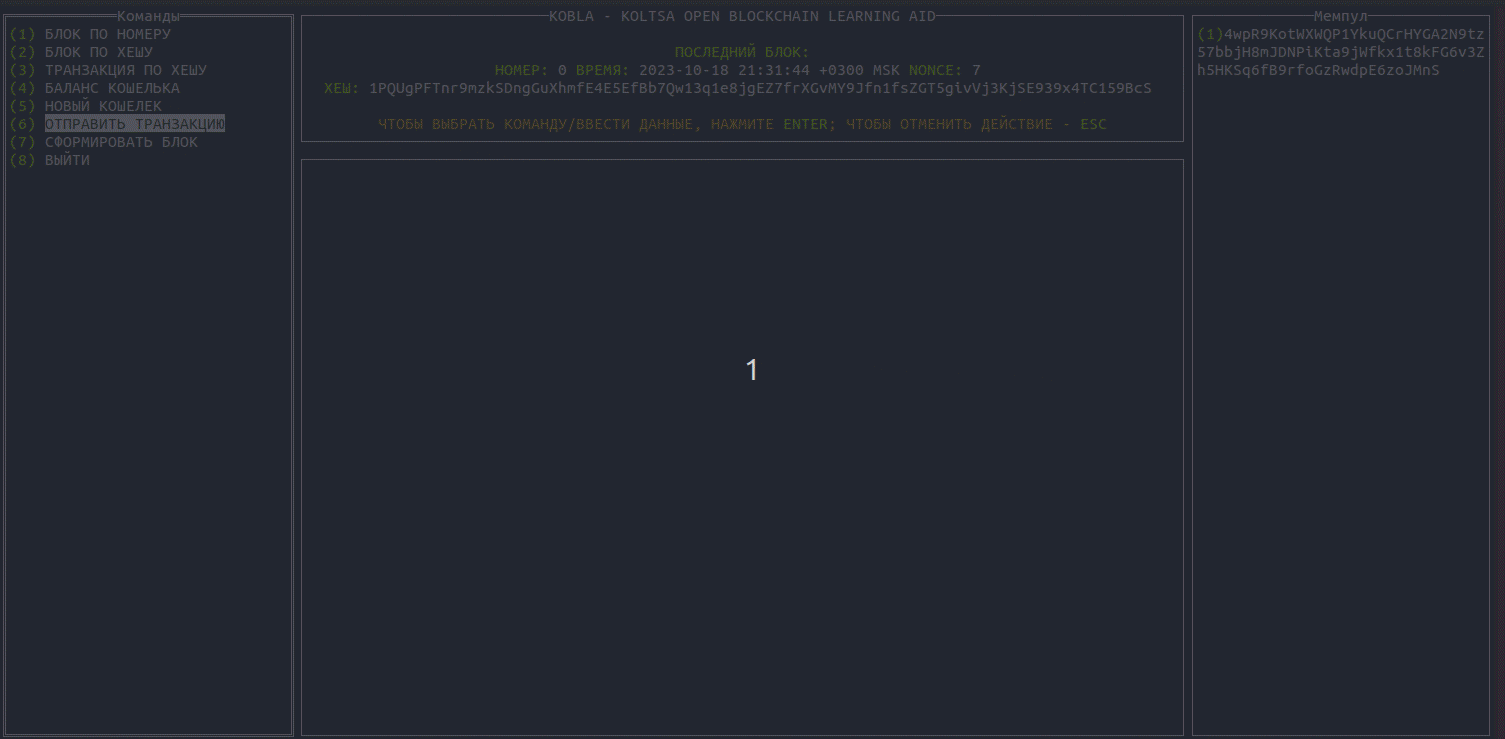 Команды
(1) БЛОК ПО НОМЕРУ
(2) БЛОК ПО ХЕШУ
(3) ТРАНЗАКЦИЯ ПО ХЕШУ
(4) БАЛАНС КОШЕЛЬКА
(5) НОВЫЙ КОШЕЛЕК
(6) ОТПРАВИТЬ ТРАНЗАКЦИЮ
(7) СФОРМИРОВАТЬ БЛОК
(8) ВЫЙТИ
KOBLA - KOLTSA OPEN BLOCKCHAIN LEARNING AID
ПОСЛЕДНИЙ БЛОК:
НОМЕР: 0 ВРЕМЯ: 2023-10-18 21:31:44 +0300 MSK NONCE: 7
ХЕШ: 1PQUgPFTnr9mzkSDngGuXhmfE4E5EfBb7Qw13q1e8jgEZ7frXGvMY9Jfn1fsZGT5givVj3KjSE939x4TC159BcS
ЧТОБЫ ВЫБРАТЬ КОМАНДУ/ВВЕСТИ ДАННЫЕ, НАЖМИТЕ ENTER; ЧТОБЫ ОТМЕНИТЬ ДЕЙСТВИЕ - ESC
1
Мемпул
(1)4wpR9KotWXWQP1YkuQCrHYGA2N9tz
57bbjH8mJDNPiKta9jWfkx1t8kFG6v3Z
h5HKSq6fB9rfoGzRwdpE6zoJMnS